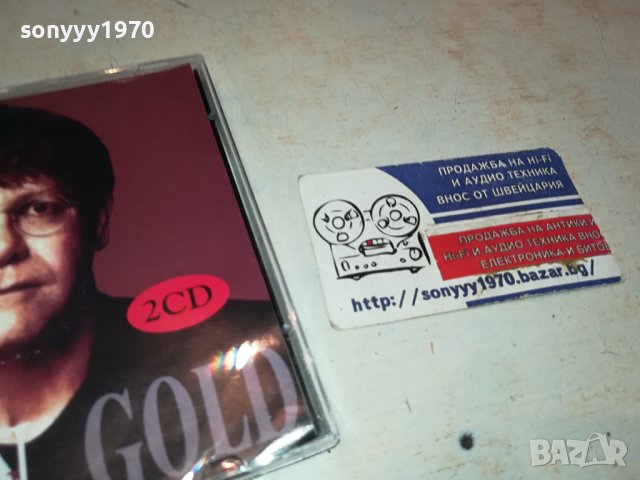 sonyyy1970
2CD
GOLD
ПРОДАЖБА НА Hi-Fi
И АУДИО ТЕХНИКА
ВНОС ОТ ШВЕЙЦАРИЯ
ПРОДАЖБА НА АНТИКИ
Hi-Fi И АУДИО ТЕХНИКА ВНО
ЕЛЕКТРОНИКА И БИТОВ
http://sonyyy1970.bazar.bg/
sonyyy1970
BAZAR